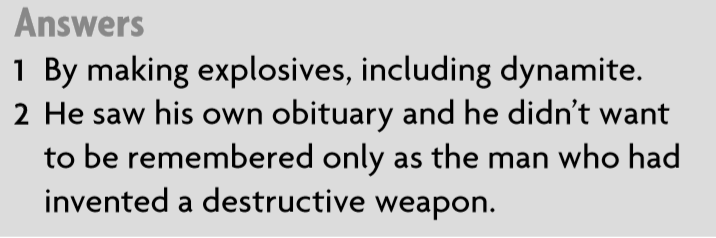 Answers
1 By making explosives, including dynamite.
2 He saw his own obituary and he didn’t want
to be remembered only as the man who had
invented a destructive weapon.